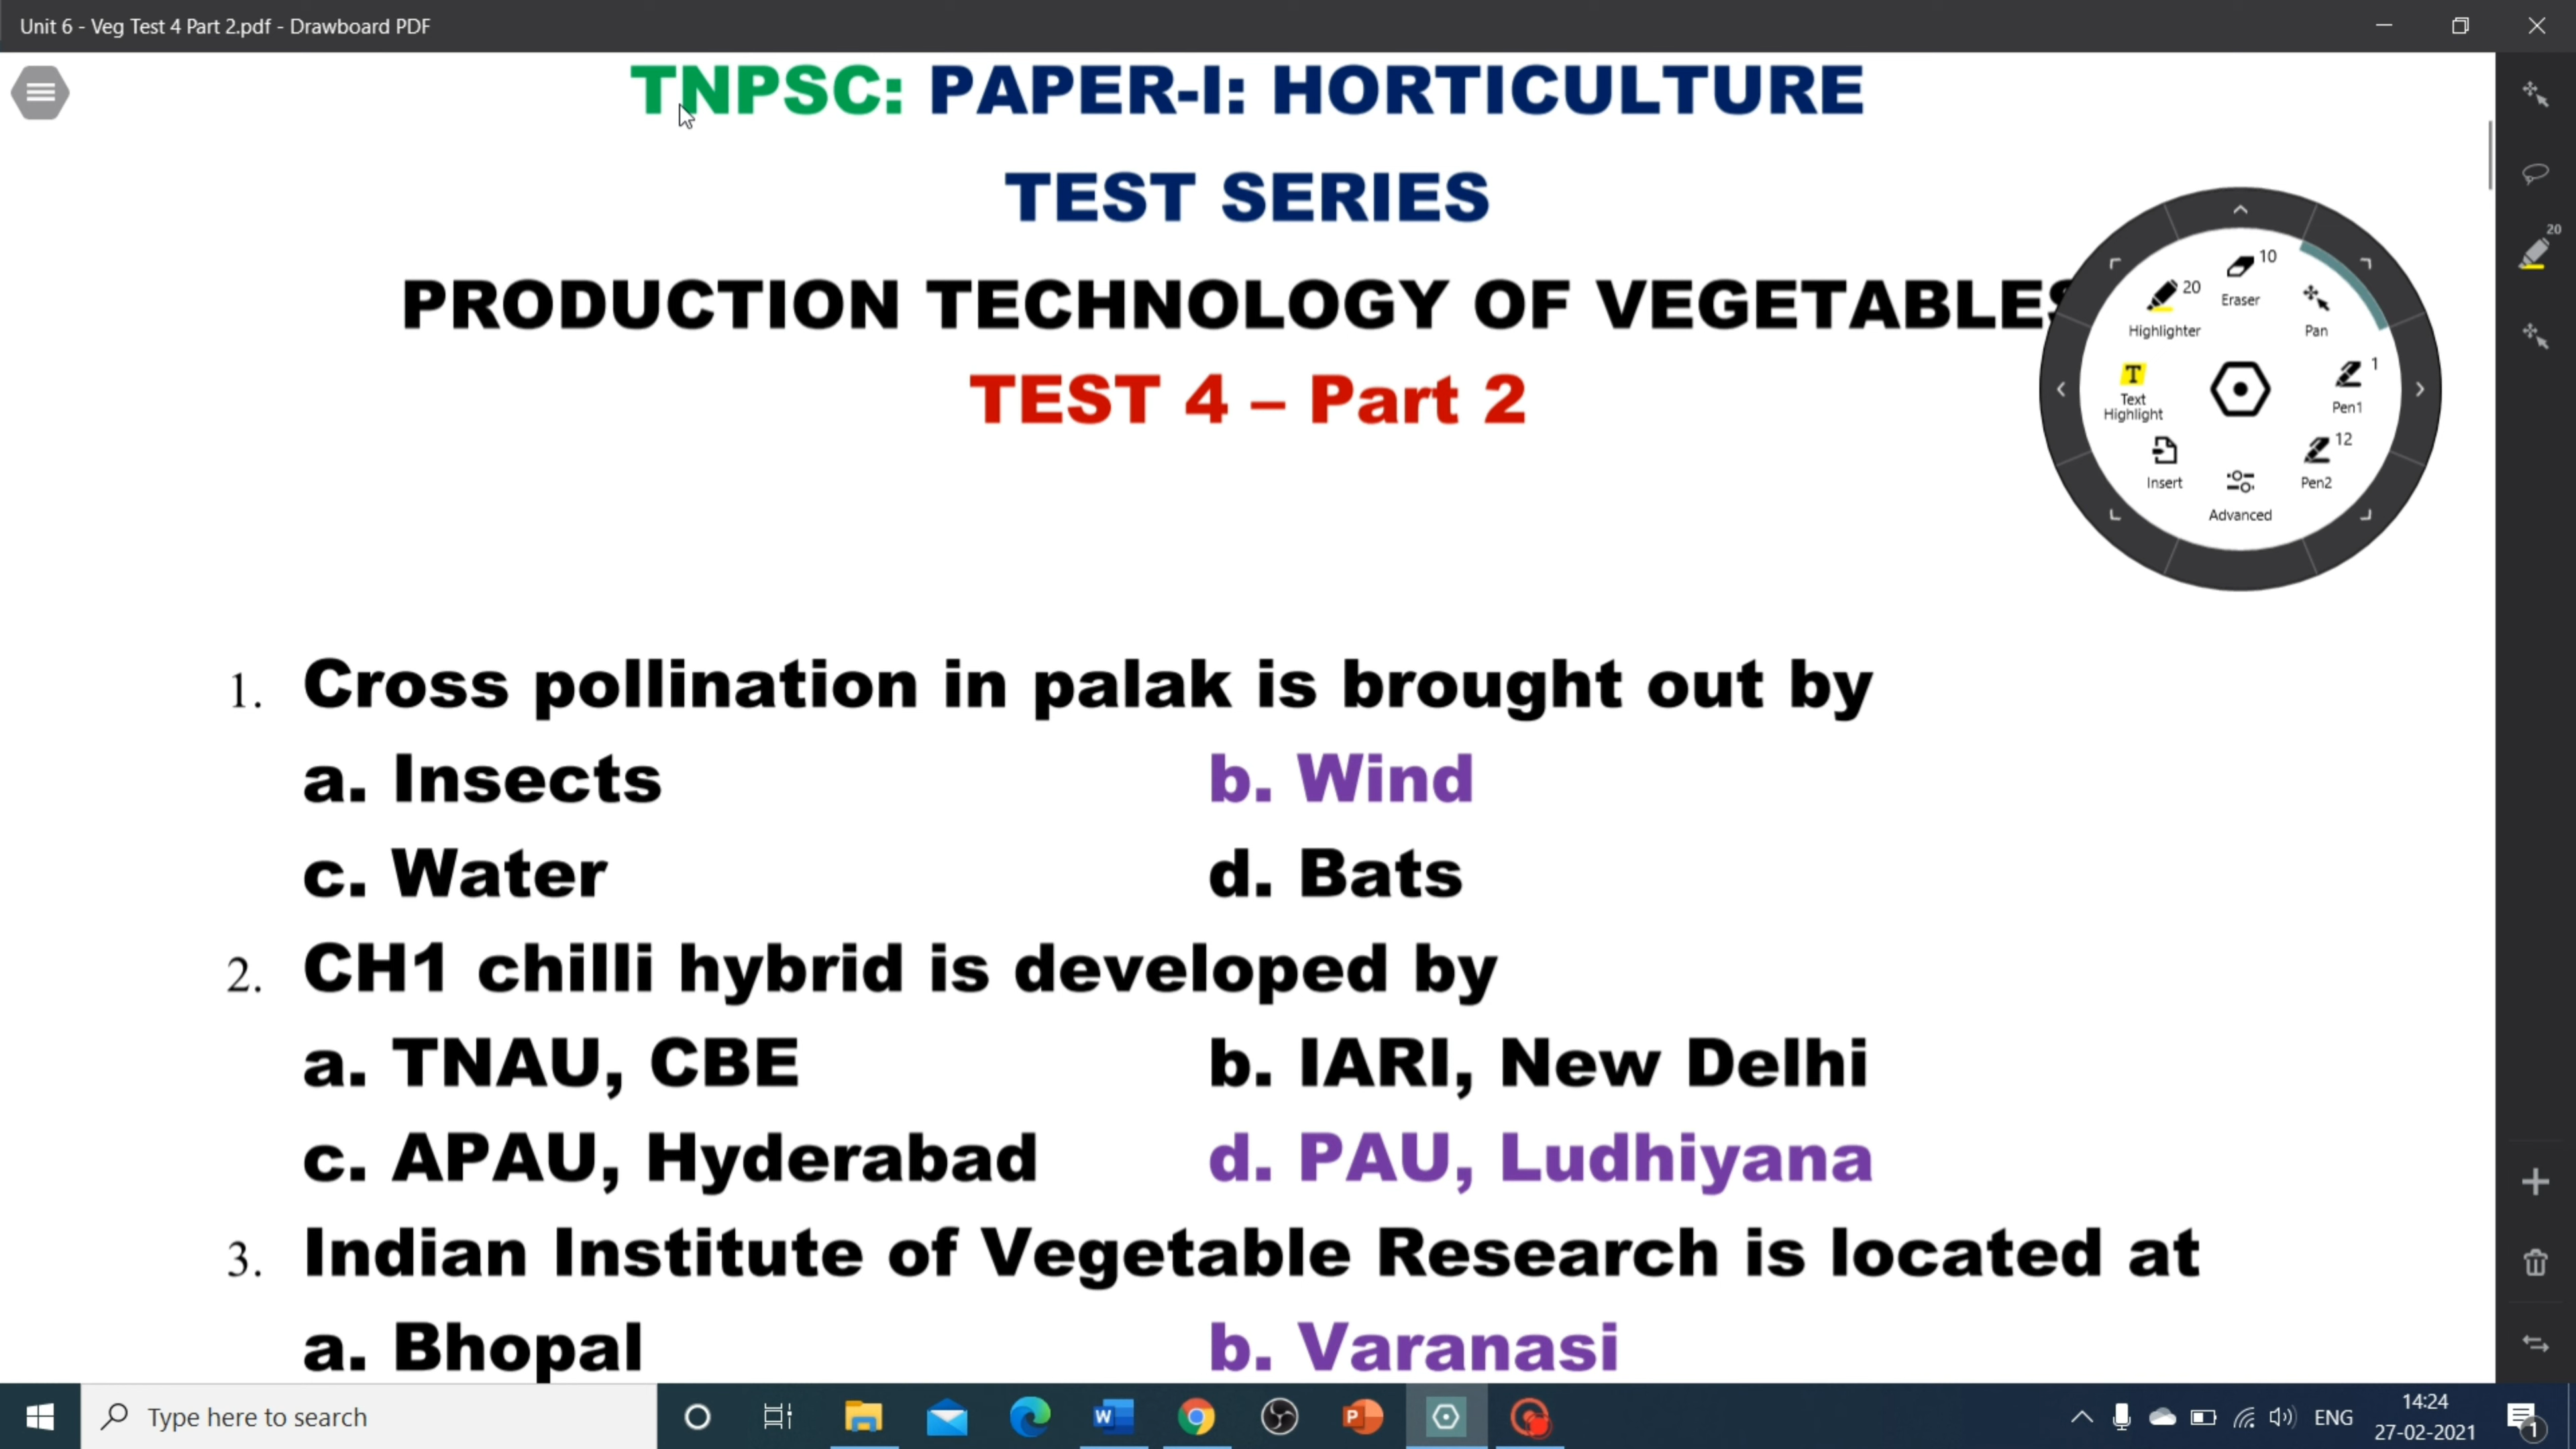 Unit 6 - Veg Test 4 Part 2.pdf - Drawboard PDF
TNPSC: PAPER-I: HORTICULTURE
TEST SERIES
PRODUCTION TECHNOLOGY OF VEGETABLES
TEST 4 – Part 2
20
10
Eraser
20
Highlighter
Pan
T
Text Highlight
1
Pen1
Insert
12
Pen2
Advanced
1. Cross pollination in palak is brought out by
a. Insects b. Wind
c. Water d. Bats
2. CH1 chilli hybrid is developed by
a. TNAU, CBE b. IARI, New Delhi
c. APAU, Hyderabad d. PAU, Ludhiyana
3. Indian Institute of Vegetable Research is located at
a. Bhopal b. Varanasi
Type here to search
W
P
ENG
14:24
27-02-2021
1